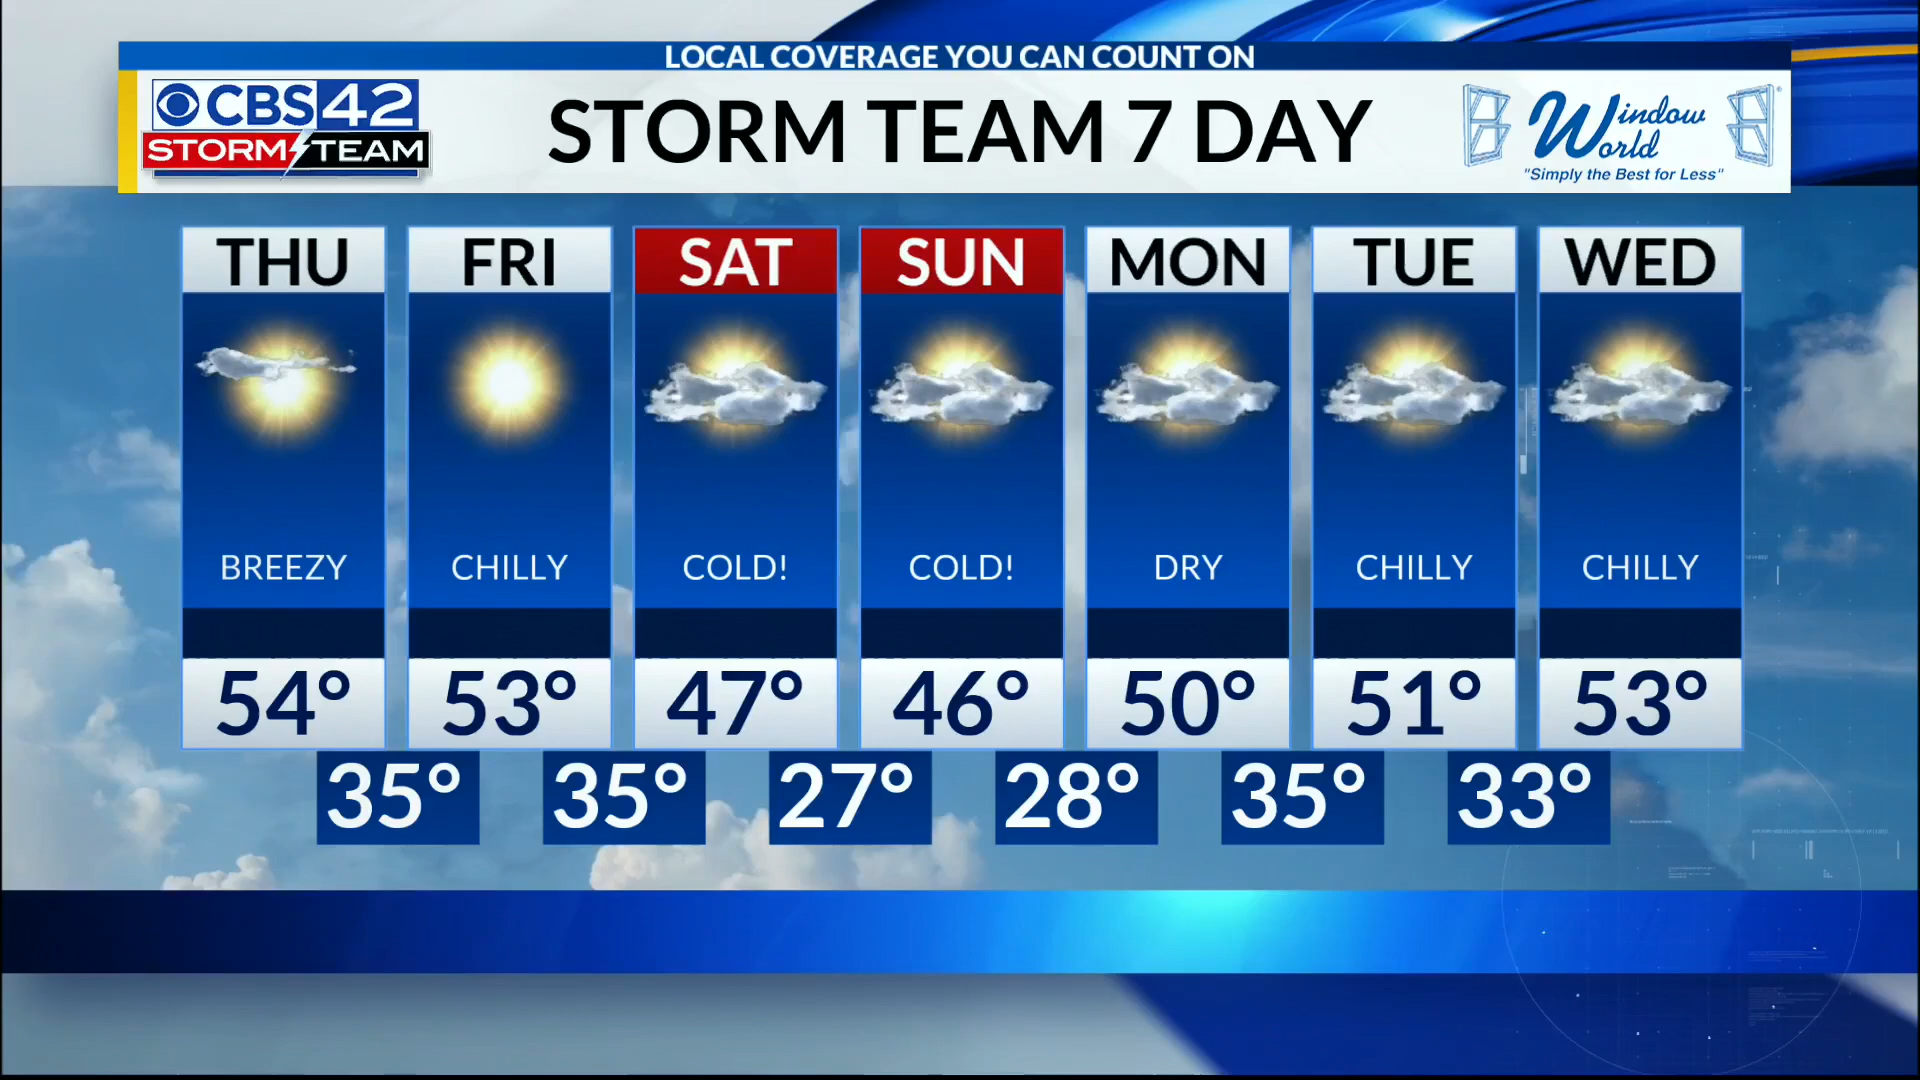 LOCAL COVERAGE YOU CAN COUNT ON
CBS 42
STORM TEAM
STORM TEAM 7 DAY
Window World
"Simply the Best for Less"
THU FRI SAT SUN MON TUE WED
BREEZY CHILLY COLD! COLD! DRY CHILLY CHILLY
54° 53° 47° 46° 50° 51° 53°
35° 35° 27° 28° 35° 33°